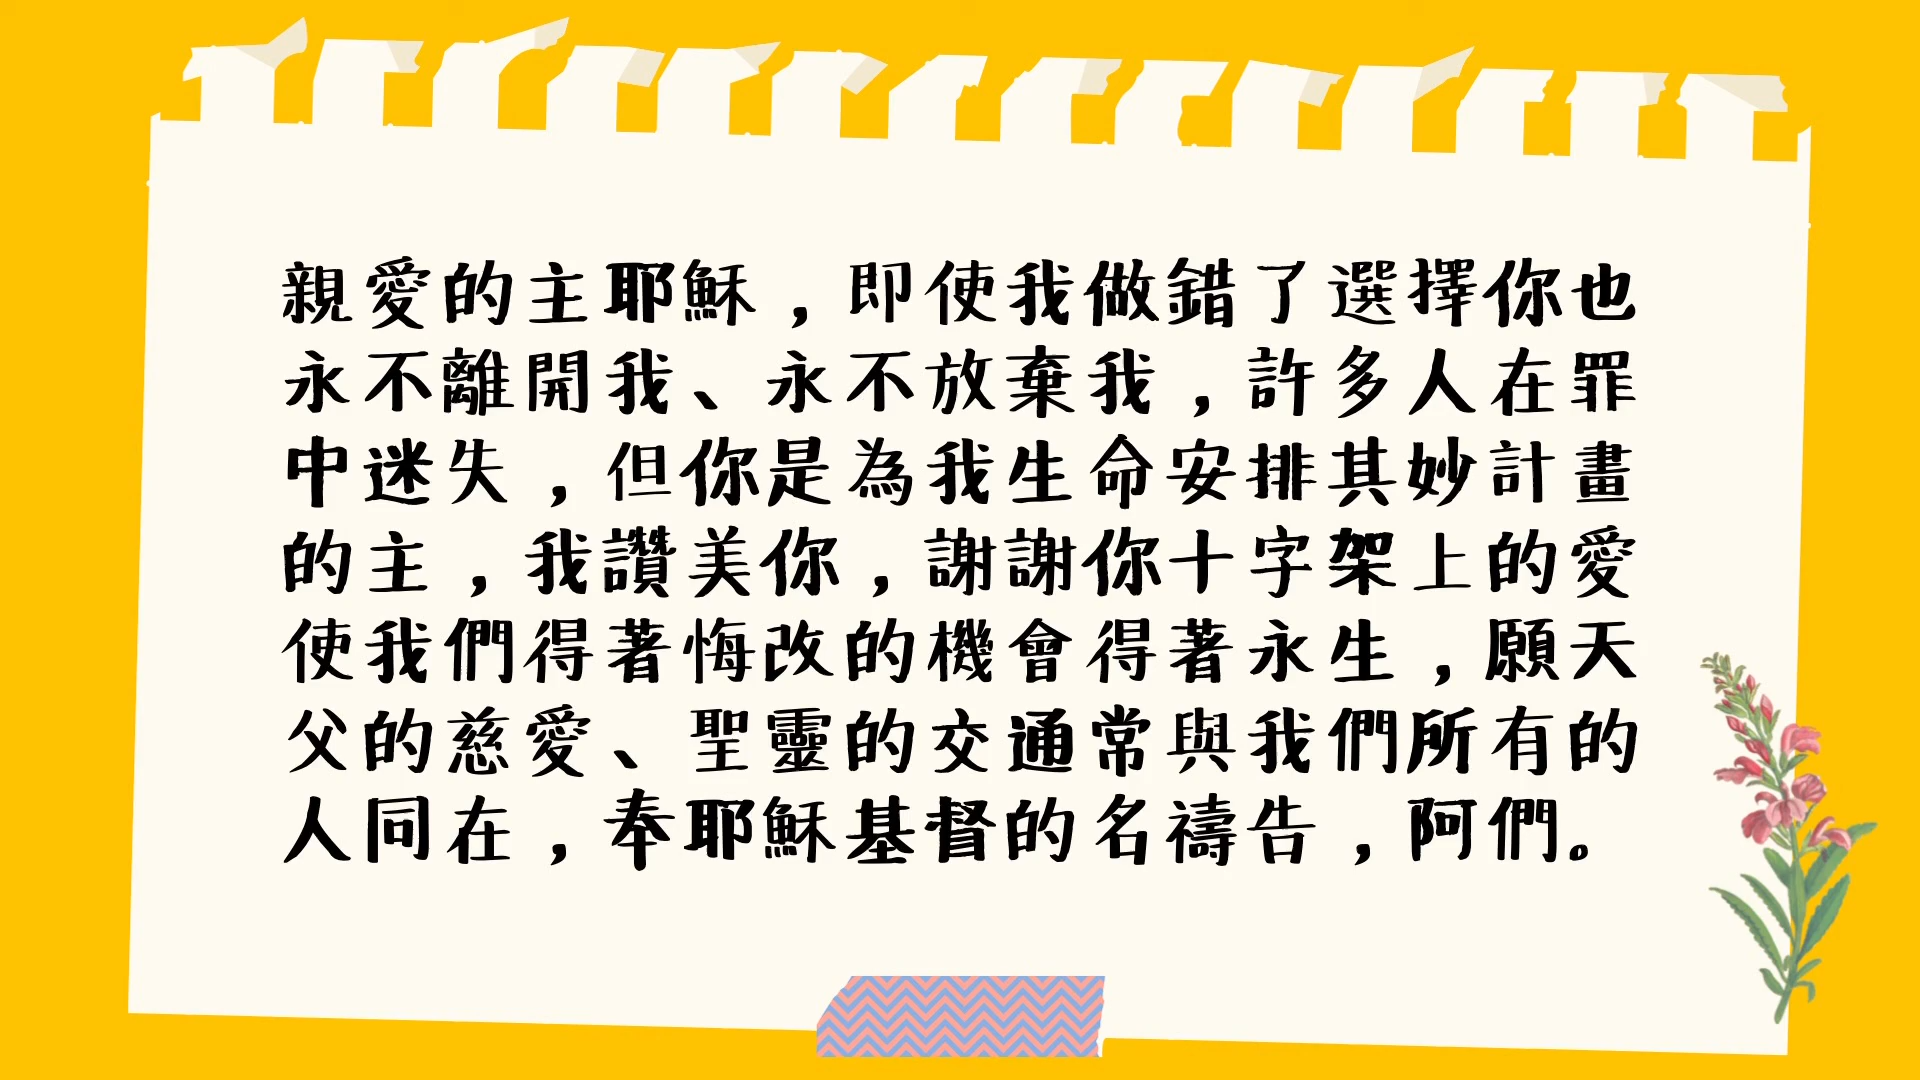 親愛的主耶穌，即使我做錯了選擇你也
永不離開我、永不放棄我，許多人在罪
中迷失，但你是為我生命安排其妙計畫
的主，我讚美你，謝謝你十字架上的愛
使我們得著悔改的機會得著永生，願天
父的慈愛、聖靈的交通常與我們所有的
人同在，奉耶穌基督的名禱告，阿們。